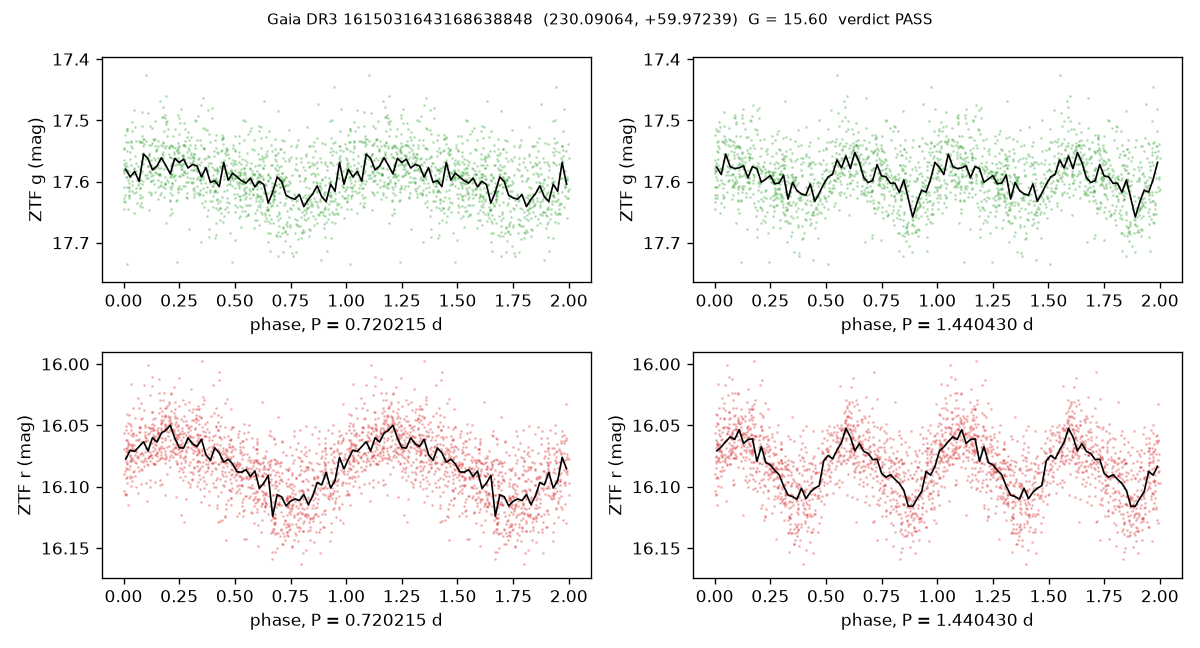 Gaia DR3 1615031643168638848 (230.09064, +59.97239) G = 15.60 verdict PASS
17.4
17.5
17.6
17.7
ZTF g (mag)
0.00 0.25 0.50 0.75 1.00 1.25 1.50 1.75 2.00
phase, P = 0.720215 d
17.4
17.5
17.6
17.7
ZTF g (mag)
0.00 0.25 0.50 0.75 1.00 1.25 1.50 1.75 2.00
phase, P = 1.440430 d
16.00
16.05
16.10
16.15
ZTF r (mag)
0.00 0.25 0.50 0.75 1.00 1.25 1.50 1.75 2.00
phase, P = 0.720215 d
16.00
16.05
16.10
16.15
ZTF r (mag)
0.00 0.25 0.50 0.75 1.00 1.25 1.50 1.75 2.00
phase, P = 1.440430 d